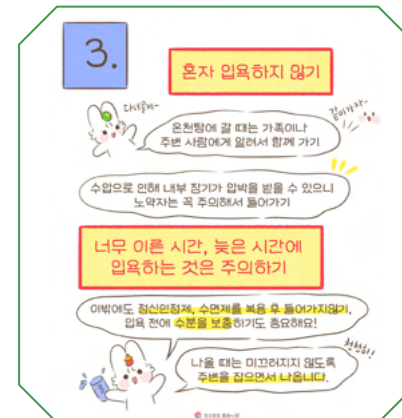 3.
혼자 입욕하지 않기
다녀올게~
같이가자~
온천탕에 갈 때는 가족이나
주변 사람에게 알려서 함께 가기
수압으로 인해 내부 장기가 압박을 받을 수 있으니
노약자는 꼭 주의해서 들어가기
너무 이른 시간, 늦은 시간에
입욕하는 것은 주의하기
이밖에도 정신안정제, 수면제를 복용 후 들어가지않기,
입욕 전에 수분을 보충하기도 중요해요!
천천히!
나올 때는 미끄러지지 않도록
주변을 잡으면서 나옵니다.